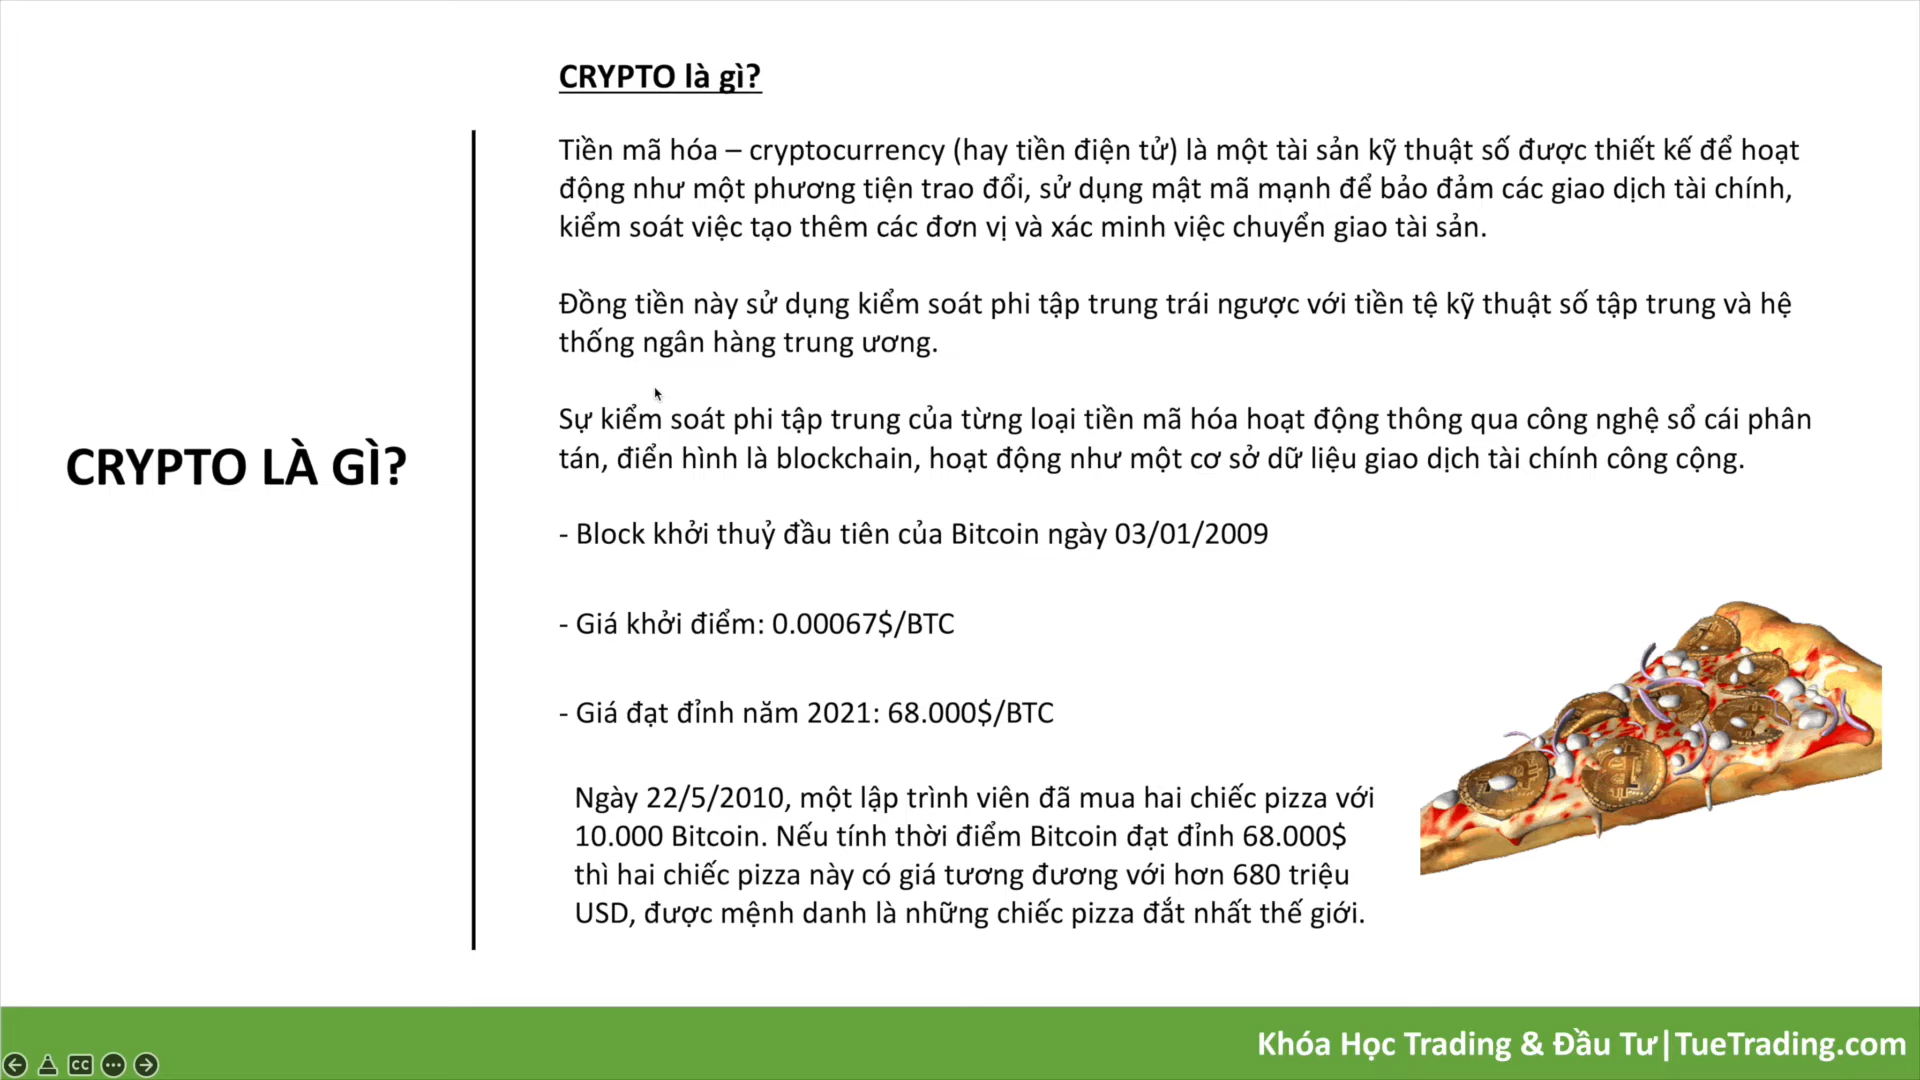 CRYPTO LÀ GÌ?
CRYPTO là gì?
Tiền mã hóa – cryptocurrency (hay tiền điện tử) là một tài sản kỹ thuật số được thiết kế để hoạt
động như một phương tiện trao đổi, sử dụng mật mã mạnh để bảo đảm các giao dịch tài chính,
kiểm soát việc tạo thêm các đơn vị và xác minh việc chuyển giao tài sản.
Đồng tiền này sử dụng kiểm soát phi tập trung trái ngược với tiền tệ kỹ thuật số tập trung và hệ
thống ngân hàng trung ương.
Sự kiểm soát phi tập trung của từng loại tiền mã hóa hoạt động thông qua công nghệ sổ cái phân
tán, điển hình là blockchain, hoạt động như một cơ sở dữ liệu giao dịch tài chính công cộng.
- Block khởi thuỷ đầu tiên của Bitcoin ngày 03/01/2009
- Giá khởi điểm: 0.00067$/BTC
- Giá đạt đỉnh năm 2021: 68.000$/BTC
Ngày 22/5/2010, một lập trình viên đã mua hai chiếc pizza với
10.000 Bitcoin. Nếu tính thời điểm Bitcoin đạt đỉnh 68.000$
thì hai chiếc pizza này có giá tương đương với hơn 680 triệu
USD, được mệnh danh là những chiếc pizza đắt nhất thế giới.
Khóa Học Trading & Đầu Tư|TueTrading.com
CC